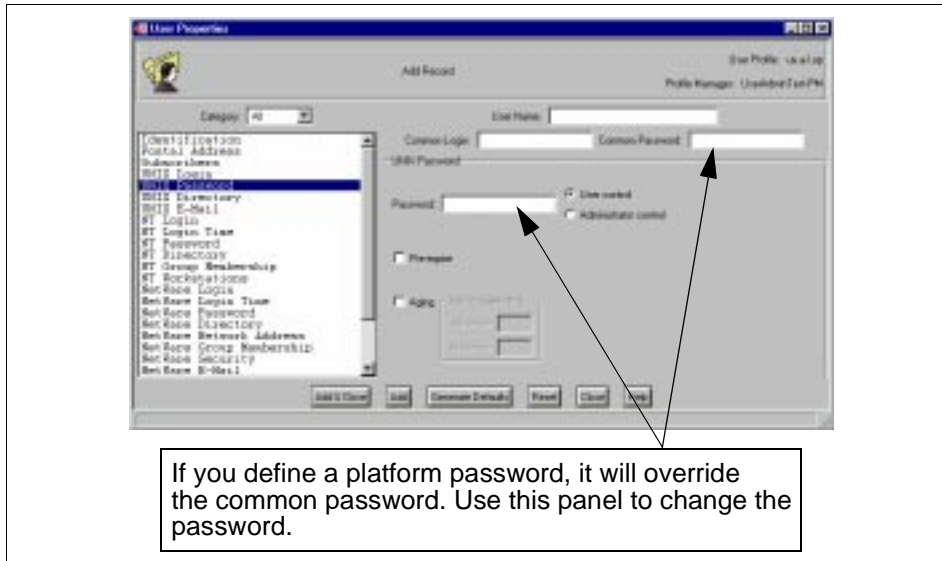 User Properties
Add Record
User Profile:
Profile Manager:
Category: All
User Name:
Common Login:
Common Password:
Identification
Postal Address
Subscribers
UNIX Login
UNIX Password
UNIX Directory
UNIX E-Mail
NT Login
NT Login Time
NT Password
NT Directory
NT Group Membership
NT Workstations
NetWare Login
NetWare Login Time
NetWare Password
NetWare Directory
NetWare Network Address
NetWare Group Membership
NetWare Security
NetWare E-Mail
UNIX Password
Password:
User control
Administrator control
Pre-expire
Aging
Add & Close
Add
Generate Defaults
Reset
Close
Help
If you define a platform password, it will override
the common password. Use this panel to change the
password.